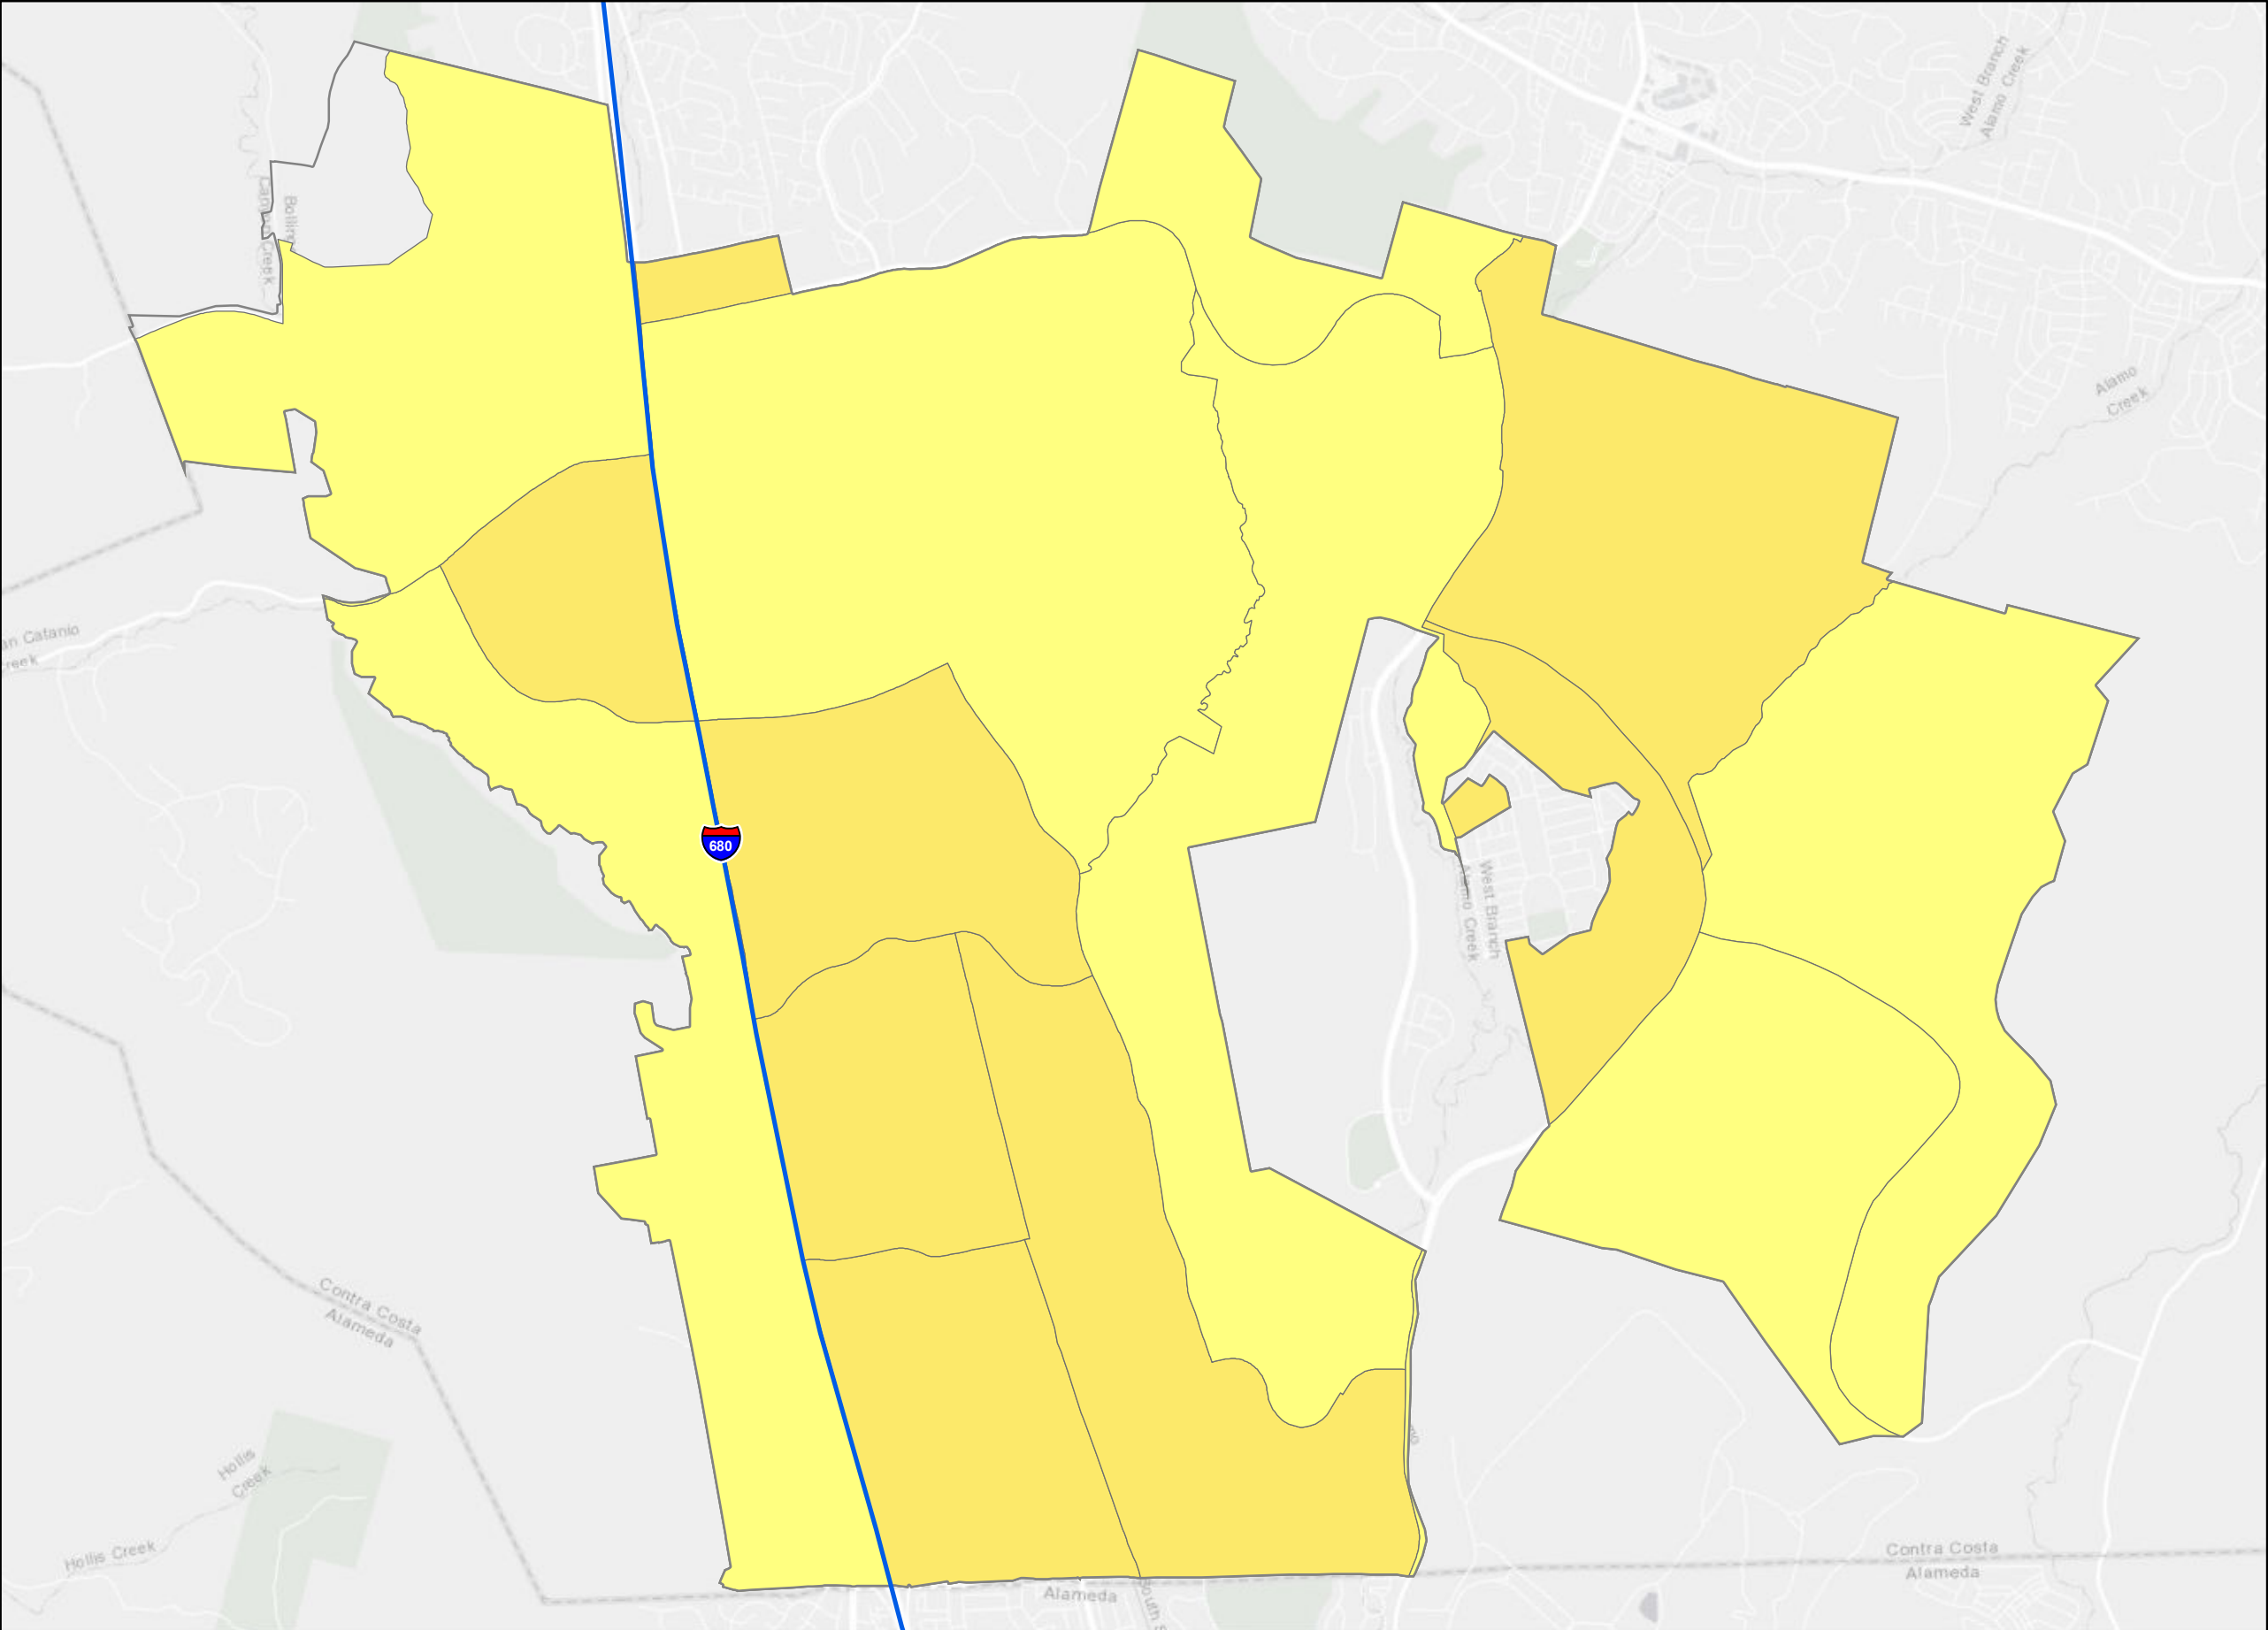 West Branch
Alamo Creek
Alamo
Creek
an Catanio
reek
680
West Branch
Alamo Creek
Contra Costa
Alameda
Hollis
Creek
Hollis Creek
Contra Costa
Alameda
Alameda
South S